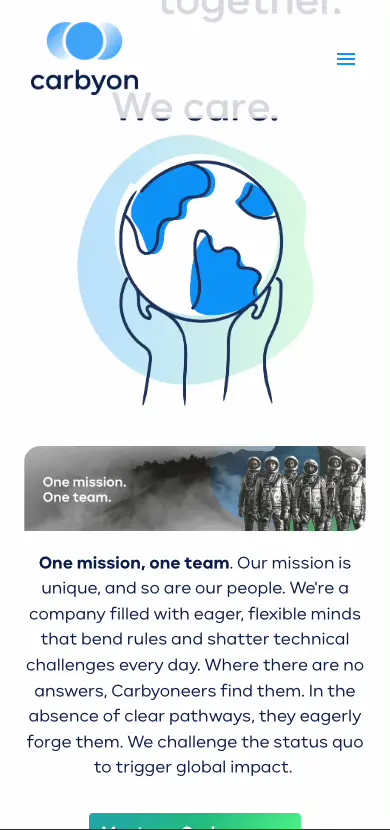 together.
carbyon
We care.
One mission.
One team.
One mission, one team. Our mission is
unique, and so are our people. We're a
company filled with eager, flexible minds
that bend rules and shatter technical
challenges every day. Where there are no
answers, Carbyoneers find them. In the
absence of clear pathways, they eagerly
forge them. We challenge the status quo
to trigger global impact.